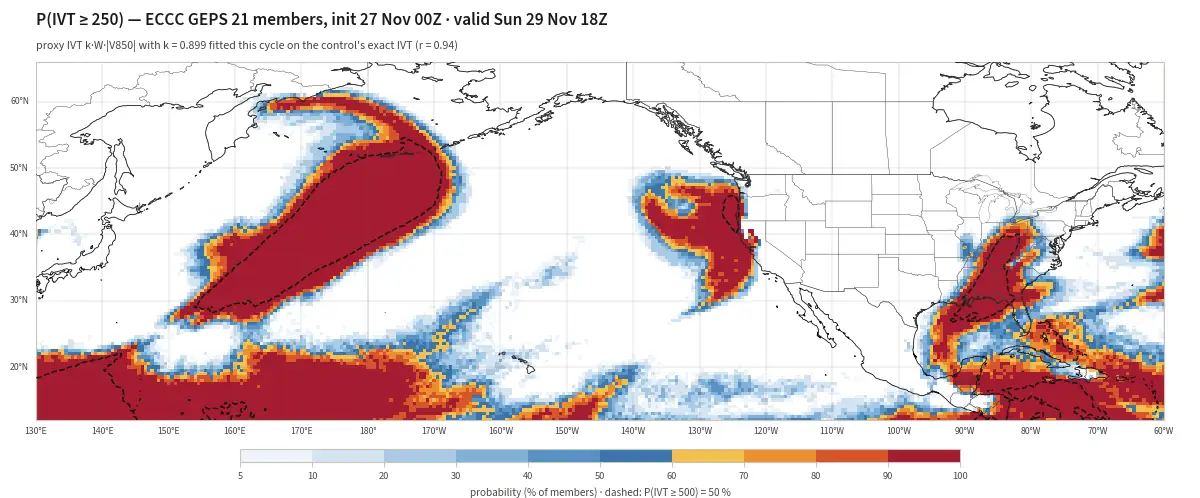 P(IVT ≥ 250) — ECCC GEPS 21 members, init 27 Nov 00Z · valid Sun 29 Nov 18Z
proxy IVT k·W·|V850| with k = 0.899 fitted this cycle on the control's exact IVT (r = 0.94)
60°N
50°N
40°N
30°N
20°N
130°E 140°E 150°E 160°E 170°E 180° 170°W 160°W 150°W 140°W 130°W 120°W 110°W 100°W 90°W 80°W 70°W 60°W
5 10 20 30 40 50 60 70 80 90 100
probability (% of members) · dashed: P(IVT ≥ 500) = 50 %